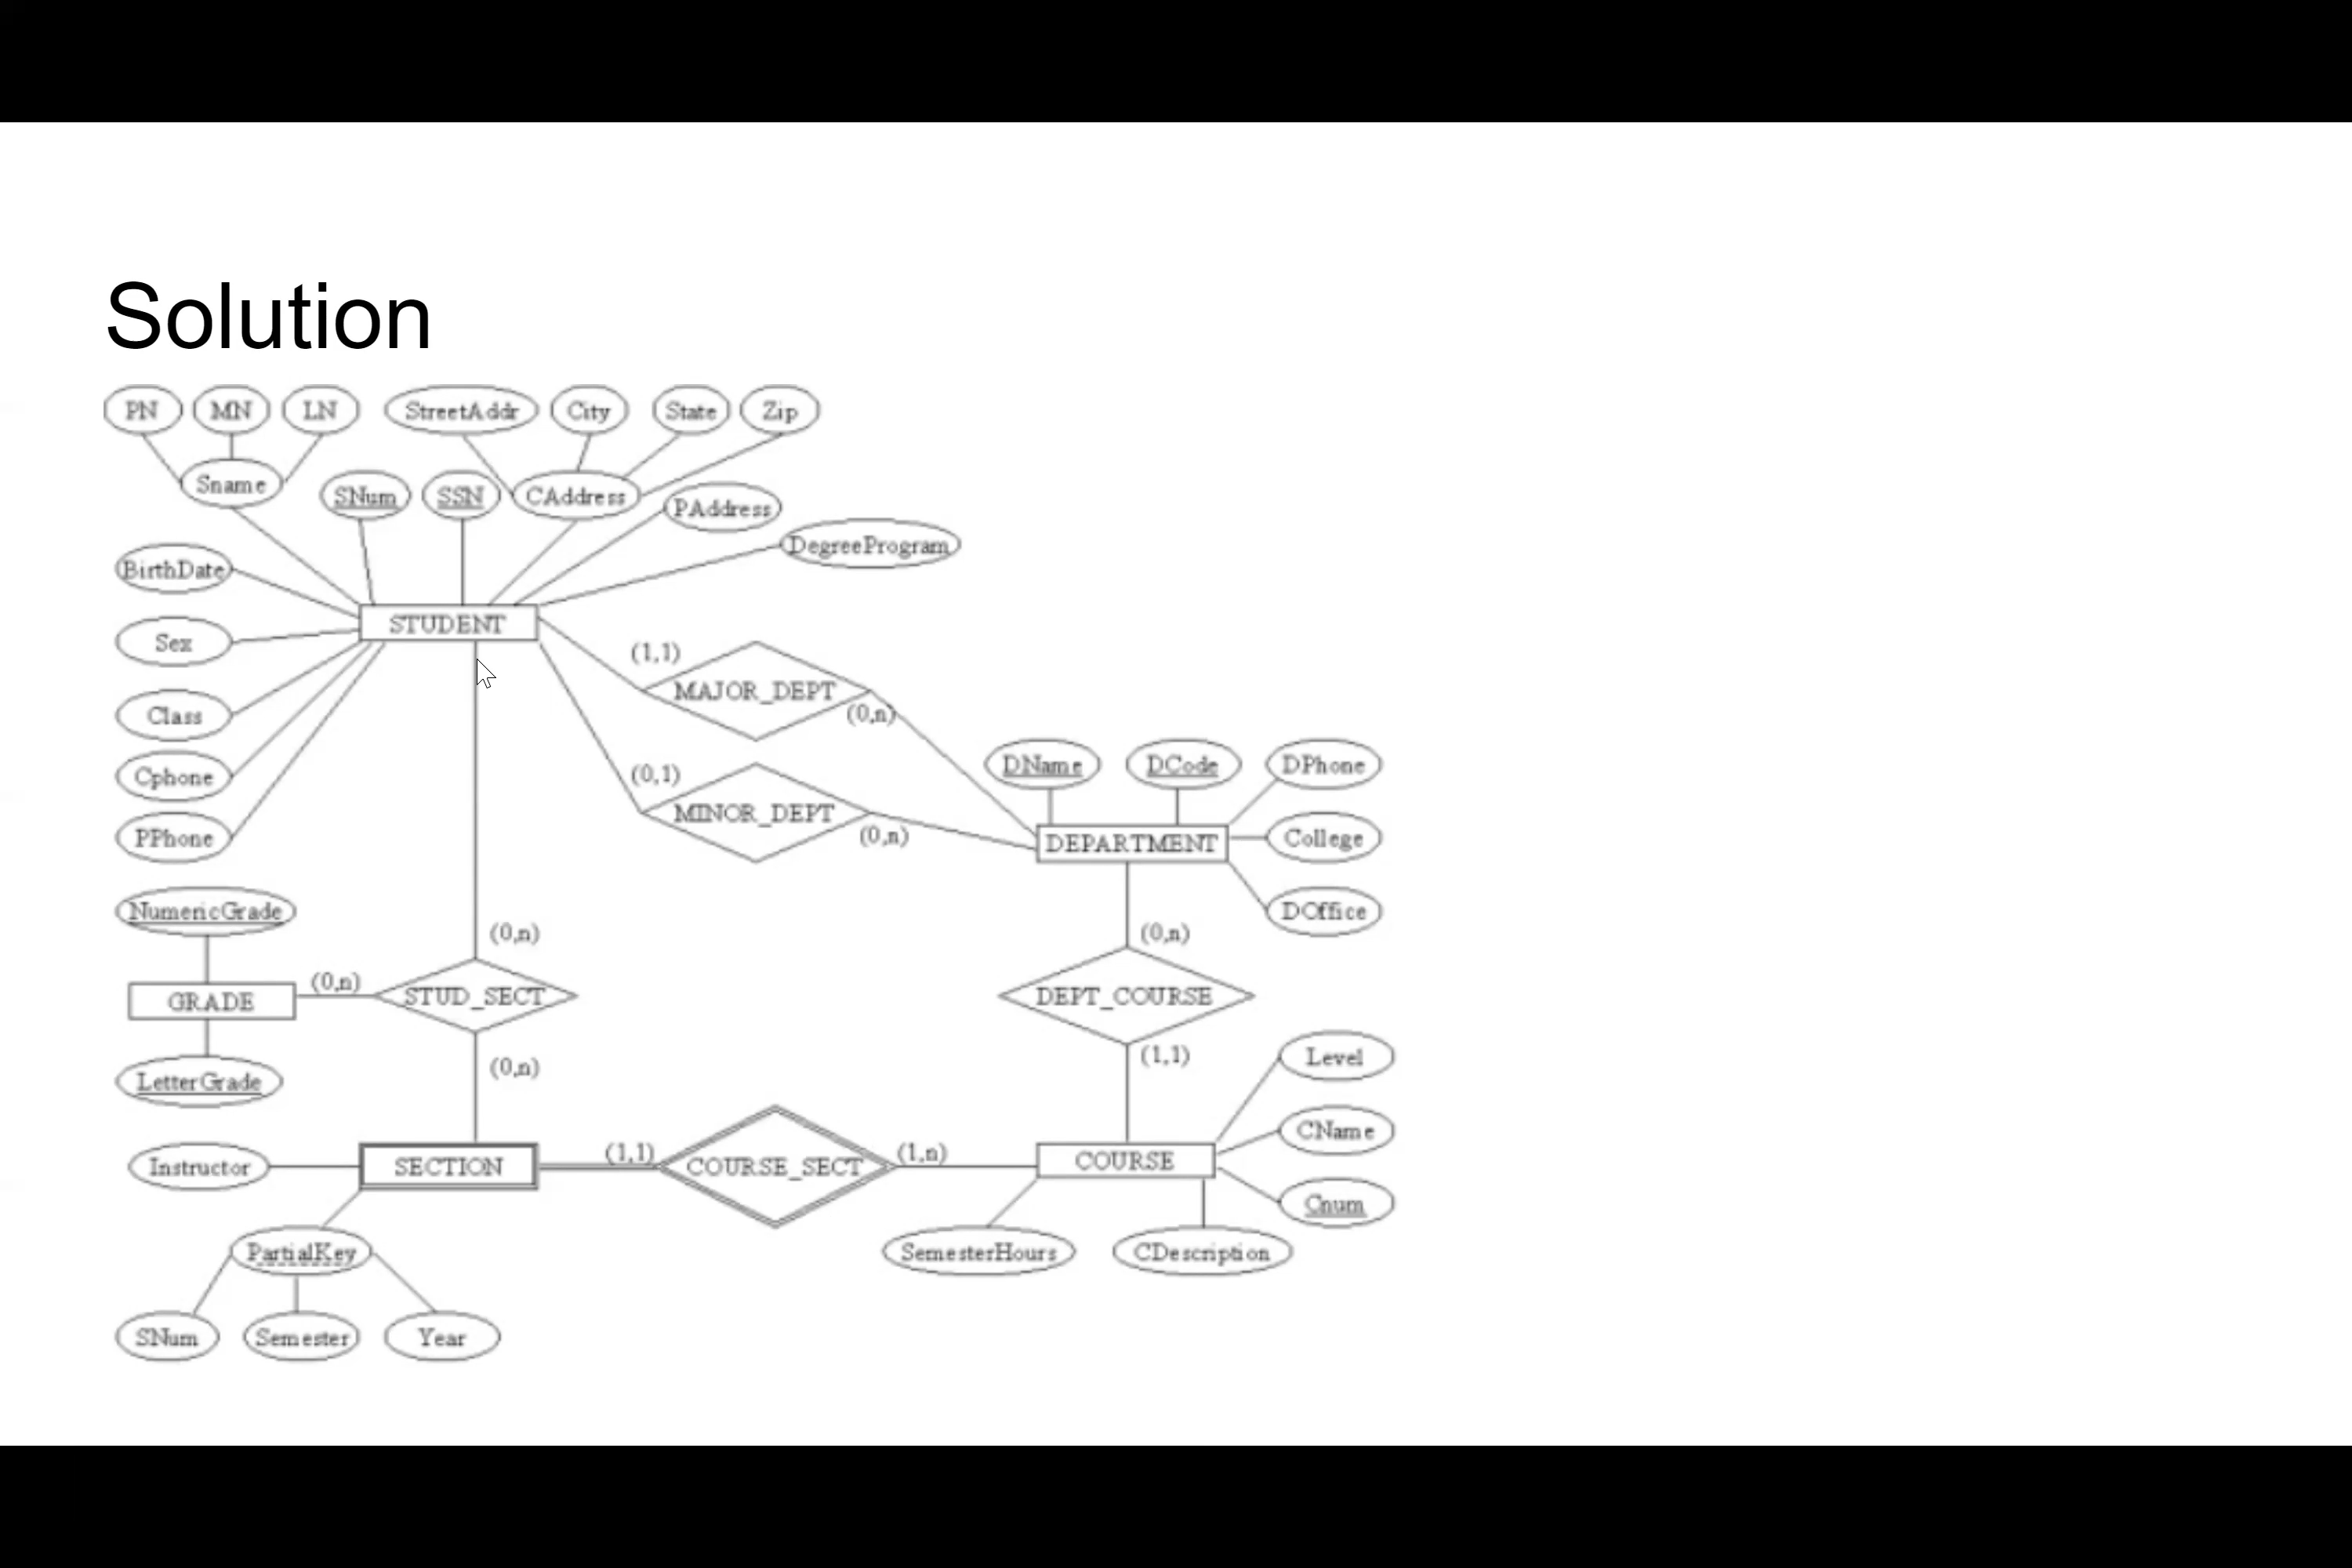 Solution
PN MN LN StreetAddr City State Zip
Sname SNum SSN CAddress PAddress
DegreeProgram
BirthDate
STUDENT
Sex
(1,1)
MAJOR_DEPT
Class
(0,n)
Cphone
(0,1)
DName DCode DPhone
MINOR_DEPT
PPhone
(0,n)
DEPARTMENT
College
NumericGrade
DOffice
(0,n)
(0,n)
(0,n)
GRADE
STUD_SECT
DEPT_COURSE
(0,n)
(1,1)
Level
LetterGrade
CName
Instructor
SECTION
(1,1)
COURSE_SECT
(1,n)
COURSE
Cnum
PartialKey
SemesterHours
CDescription
SNum Semester Year